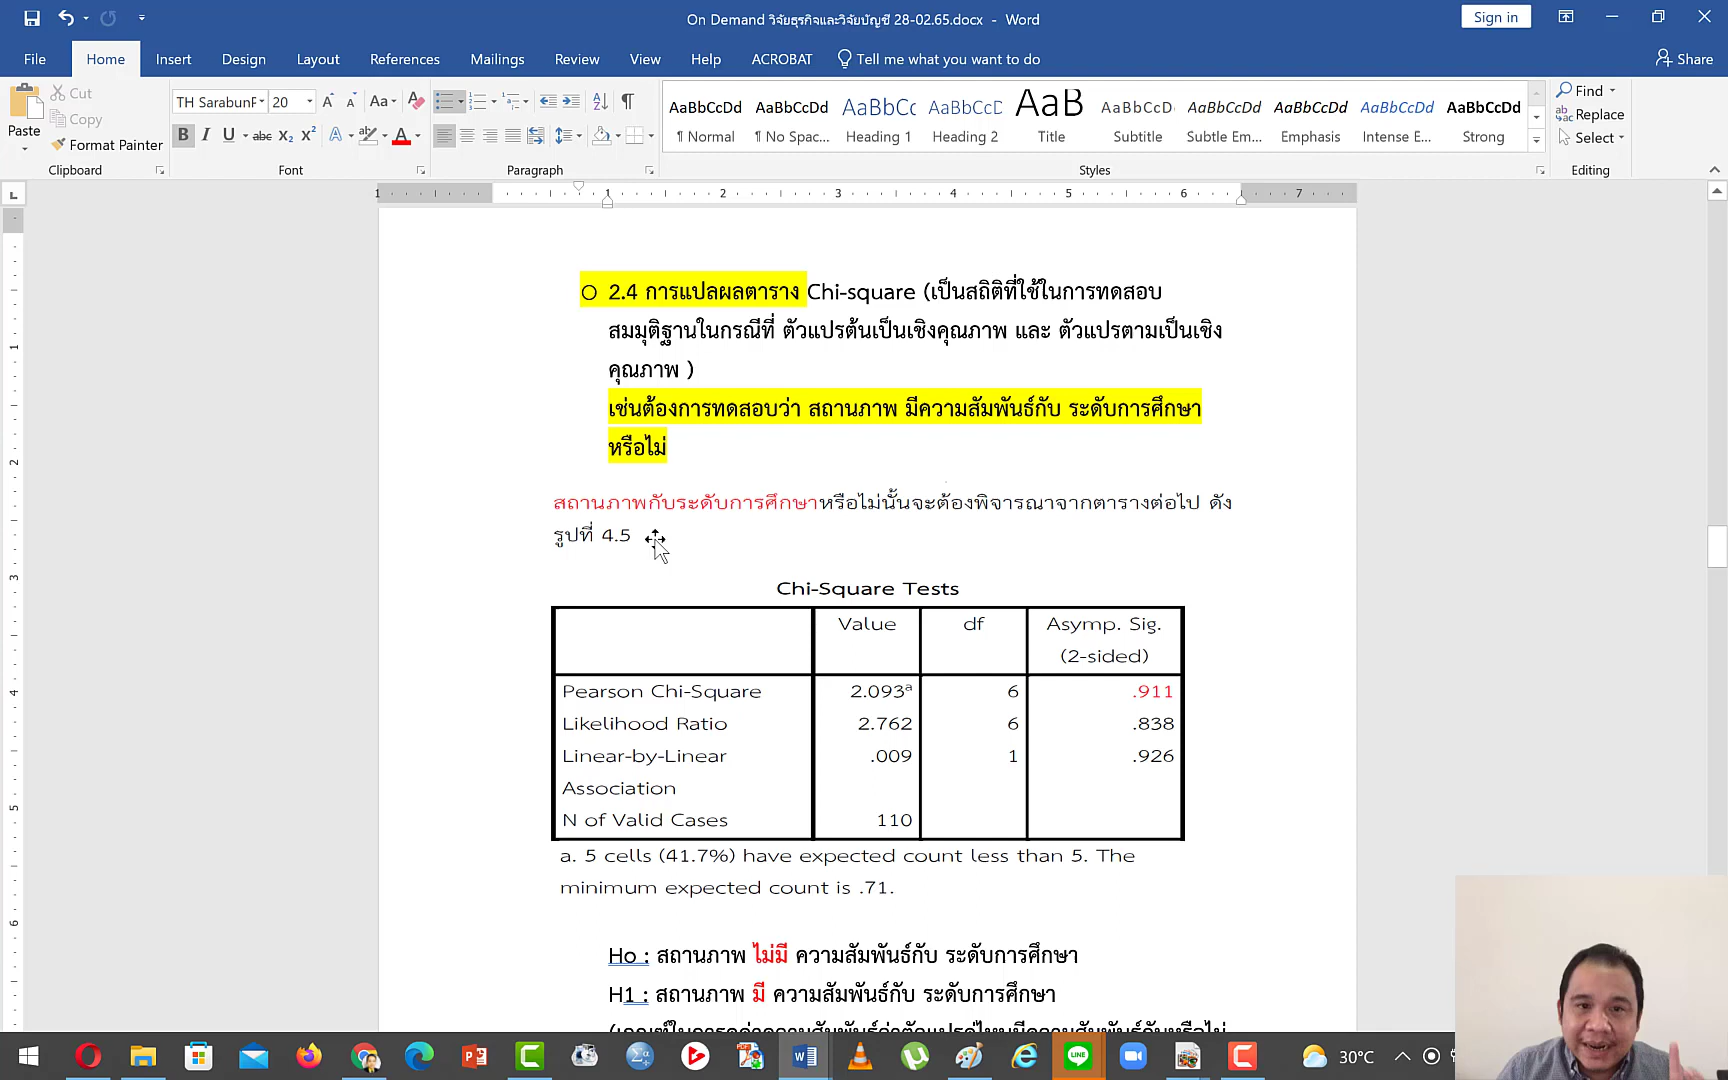 On Demand วิจัยธุรกิจและวิจัยบัญชี 28-02.65.docx - Word
Sign in
File Home Insert Design Layout References Mailings Review View Help ACROBAT Tell me what you want to do
Share
Paste
Cut
Copy
Format Painter
Clipboard
TH SarabunP 20
Font
Paragraph
AaBbCcDd AaBbCcDd AaBbCc AaBbCcD AaB AaBbCcD AaBbCcDd AaBbCcDd AaBbCcDd AaBbCcDd
¶ Normal ¶ No Spac... Heading 1 Heading 2 Title Subtitle Subtle Em... Emphasis Intense E... Strong
Styles
Find
Replace
Select
Editing
1 1 2 3 4 5 6 7
2.4 การแปลผลตาราง Chi-square (เป็นสถิติที่ใช้ในการทดสอบ
สมมุติฐานในกรณีที่ ตัวแปรต้นเป็นเชิงคุณภาพ และ ตัวแปรตามเป็นเชิง
คุณภาพ )
เช่นต้องการทดสอบว่า สถานภาพ มีความสัมพันธ์กับ ระดับการศึกษา
หรือไม่
สถานภาพกับระดับการศึกษาหรือไม่นั้นจะต้องพิจารณาจากตารางต่อไป ดัง
รูปที่ 4.5
Chi-Square Tests
Value df Asymp. Sig.
(2-sided)
Pearson Chi-Square 2.093a 6 .911
Likelihood Ratio 2.762 6 .838
Linear-by-Linear .009 1 .926
Association
N of Valid Cases 110
a. 5 cells (41.7%) have expected count less than 5. The
minimum expected count is .71.
Ho : สถานภาพ ไม่มี ความสัมพันธ์กับ ระดับการศึกษา
H1 : สถานภาพ มี ความสัมพันธ์กับ ระดับการศึกษา
30°C